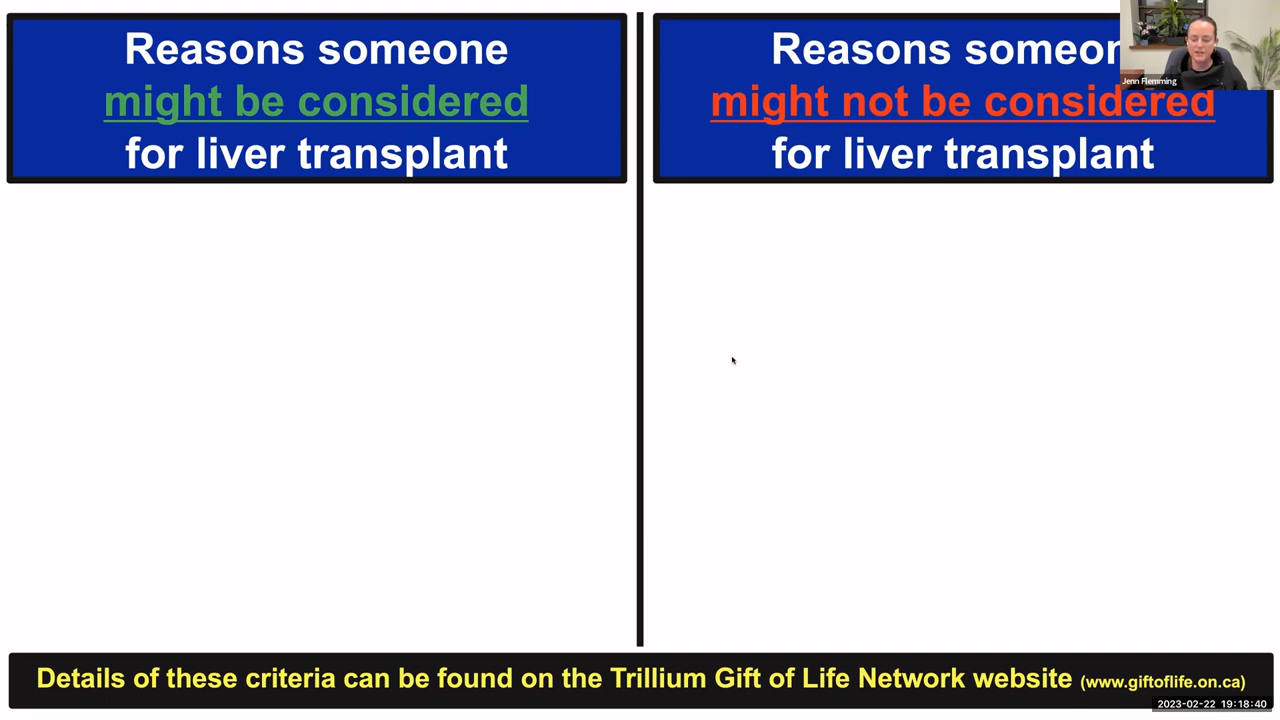 Reasons someone
might be considered
for liver transplant
Reasons someon
might not be considered
for liver transplant
Jenn Flemming
Details of these criteria can be found on the Trillium Gift of Life Network website (www.giftoflife.on.ca)
2023-02-22 19:18:40